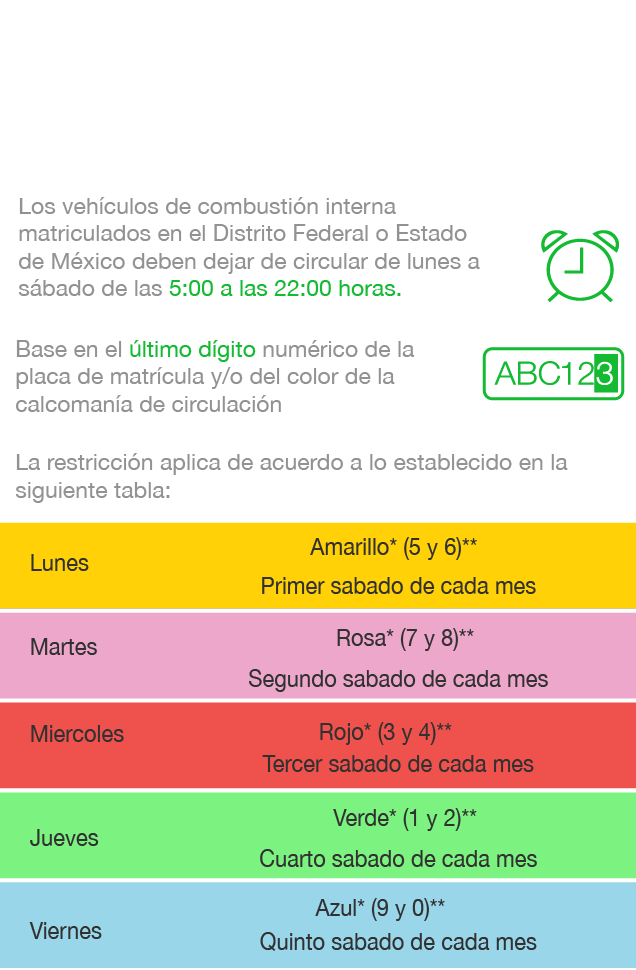 Los vehículos de combustión interna
matriculados en el Distrito Federal o Estado
de México deben dejar de circular de lunes a
sábado de las 5:00 a las 22:00 horas.
Base en el último dígito numérico de la
placa de matrícula y/o del color de la
calcomanía de circulación
ABC123
La restricción aplica de acuerdo a lo establecido en la
siguiente tabla:
Lunes
Amarillo* (5 y 6)**
Primer sabado de cada mes
Martes
Rosa* (7 y 8)**
Segundo sabado de cada mes
Miercoles
Rojo* (3 y 4)**
Tercer sabado de cada mes
Jueves
Verde* (1 y 2)**
Cuarto sabado de cada mes
Viernes
Azul* (9 y 0)**
Quinto sabado de cada mes